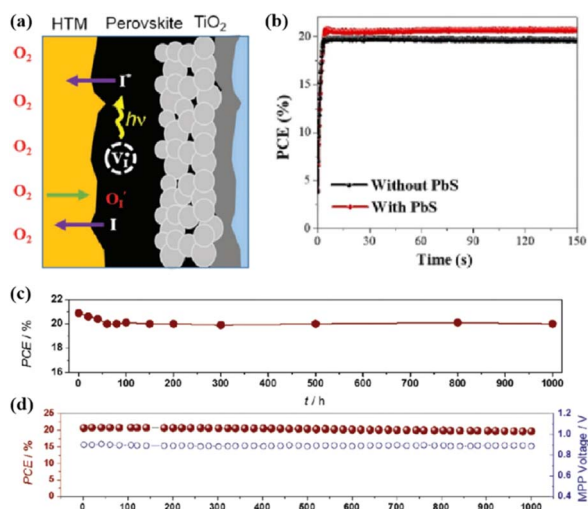 (a)
HTM Perovskite TiO2
O2
I*
O2
hν
O2
VI
O2
OI
I
O2
(b)
PCE (%)
20
15
10
5
0
Without PbS
With PbS
0 30 60 90 120 150
Time (s)
(c)
PCE / %
22
20
18
16
0 100 200 300 400 500 600 700 800 900 1000
t / h
(d)
PCE / %
25
20
15
10
5
0
MPP Voltage / V
1.2
1.0
0.8
0.6
0.4
0 100 200 300 400 500 600 700 800 900 1000